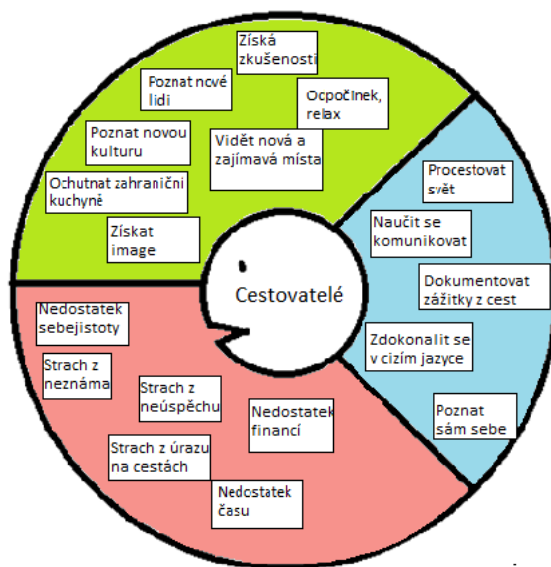 Získá
zkušenosti
Poznat nové
lidi
Ocpočinek,
relax
Poznat novou
kulturu
Vidět nová a
zajímavá místa
Ochutnat zahraniční
kuchyně
Získat
image
Procestovat
svět
Naučit se
komunikovat
Dokumentovat
zážitky z cest
Zdokonalit se
v cizím jazyce
Poznat
sám sebe
Cestovatelé
Nedostatek
sebejistoty
Strach z
neznáma
Strach z
neúspěchu
Nedostatek
financí
Strach z úrazu
na cestách
Nedostatek
času